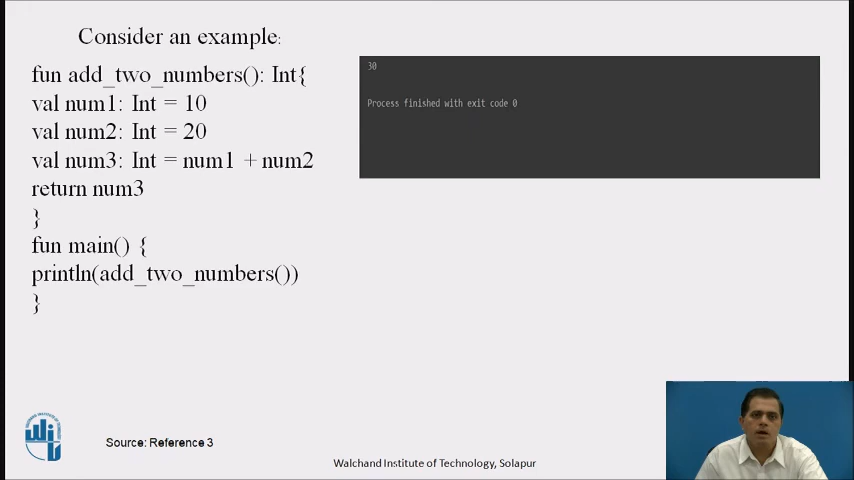 Consider an example:
fun add_two_numbers(): Int{
val num1: Int = 10
val num2: Int = 20
val num3: Int = num1 + num2
return num3
}
fun main() {
println(add_two_numbers())
}
30
Process finished with exit code 0
Source: Reference 3
Walchand Institute of Technology, Solapur